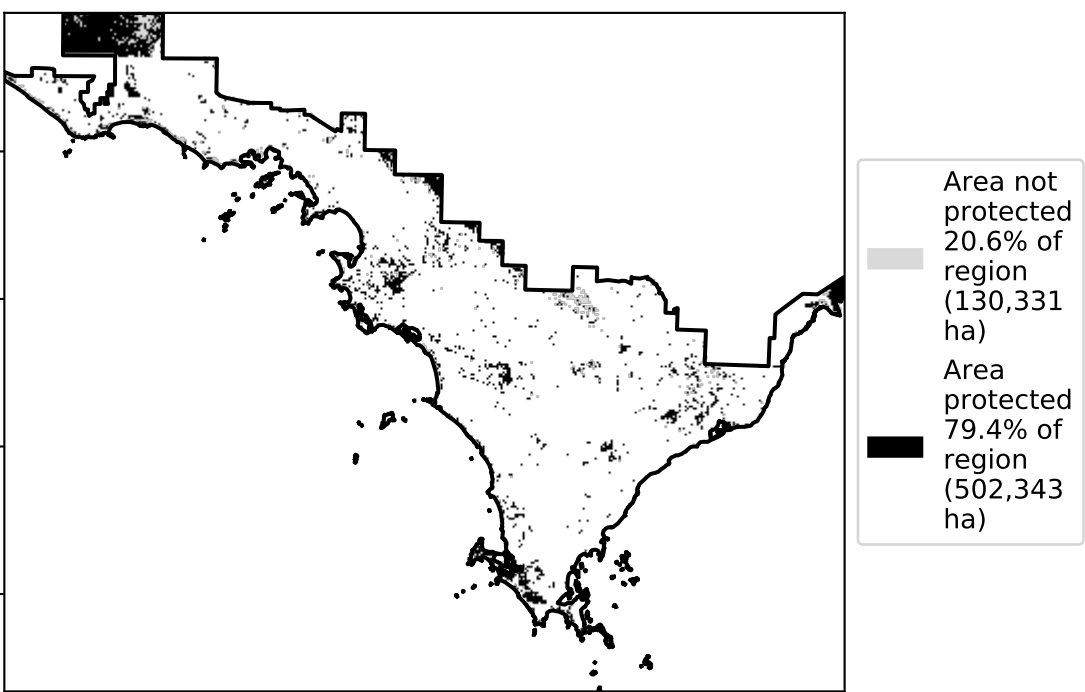 Area not
protected
20.6% of
region
(130,331
ha)
Area
protected
79.4% of
region
(502,343
ha)